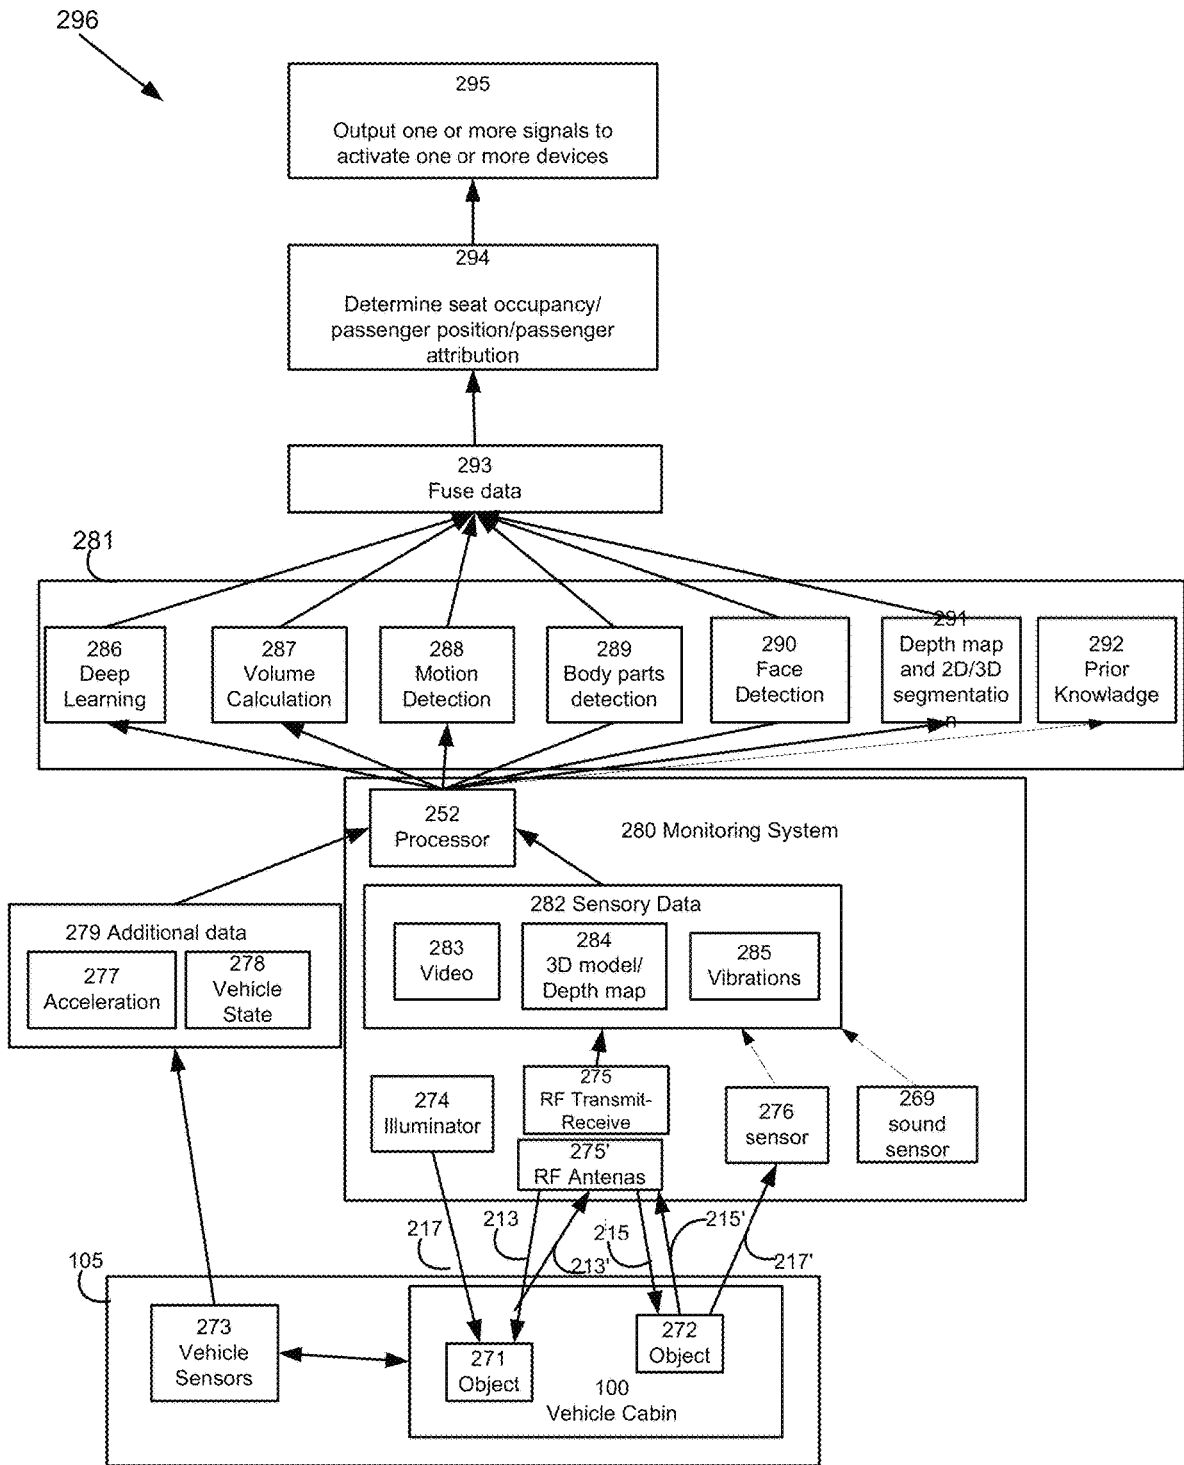 296
295
Output one or more signals to
activate one or more devices
294
Determine seat occupancy/
passenger position/passenger
attribution
293
Fuse data
281
286
Deep
Learning
287
Volume
Calculation
288
Motion
Detection
289
Body parts
detection
290
Face
Detection
291
Depth map
and 2D/3D
segmentatio
n
292
Prior
Knowladge
252
Processor
280 Monitoring System
282 Sensory Data
283
Video
284
3D model/
Depth map
285
Vibrations
279 Additional data
277
Acceleration
278
Vehicle
State
274
Illuminator
275
RF Transmit-
Receive
275'
RF Antenas
276
sensor
269
sound
sensor
217
213
213'
215
215'
217'
105
273
Vehicle
Sensors
271
Object
272
Object
100
Vehicle Cabin